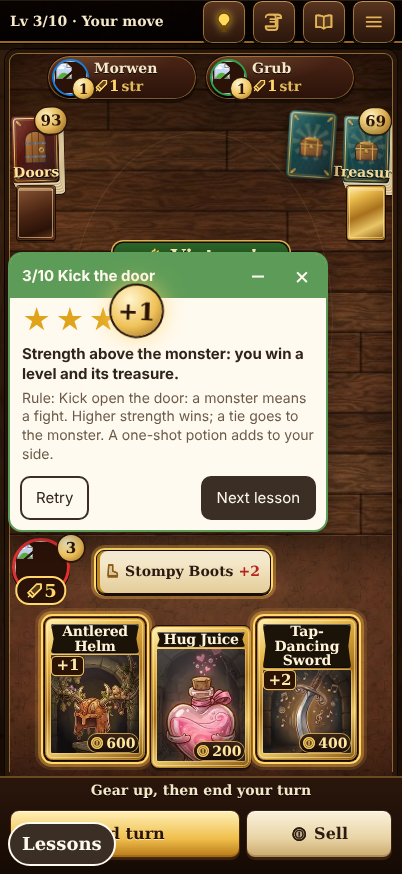 Lv 3/10 · Your move
Morwen
1
1 str
Grub
1
1 str
93
Doors
69
Treasur
3/10 Kick the door
+1
Strength above the monster: you win a
level and its treasure.
Rule: Kick open the door: a monster means
a fight. Higher strength wins; a tie goes to
the monster. A one-shot potion adds to your
side.
Retry
Next lesson
3
5
Stompy Boots +2
Antlered
Helm
+1
600
Hug Juice
200
Tap-
Dancing
Sword
+2
400
Gear up, then end your turn
Lessons
d turn
Sell